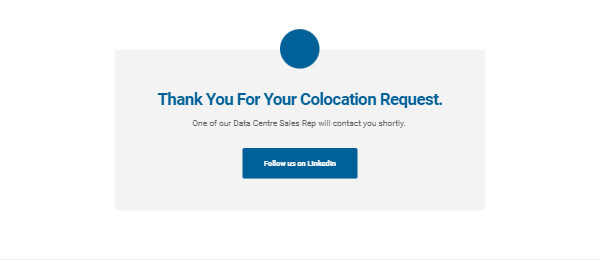 Thank You For Your Colocation Request.
One of our Data Centre Sales Rep will contact you shortly.
Follow us on LinkedIn